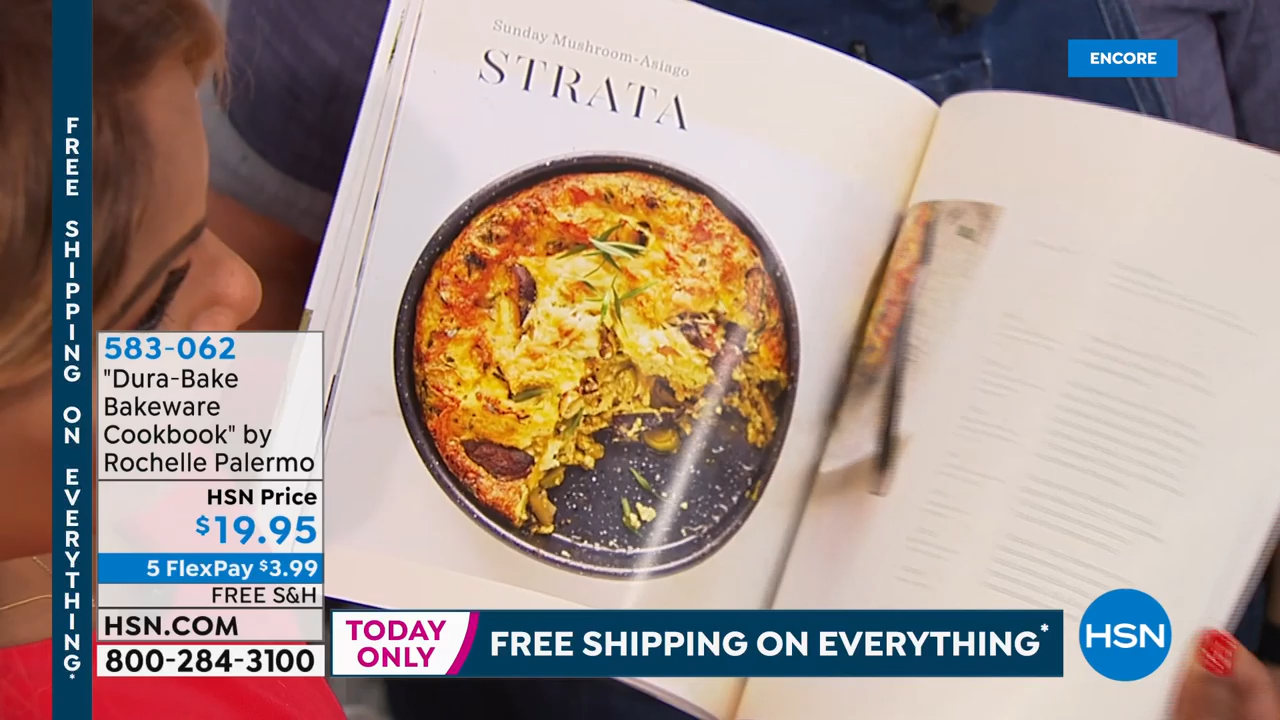 FREE SHIPPING ON EVERYTHING*
Sunday Mushroom-Asiago
STRATA
ENCORE
583-062
"Dura-Bake
Bakeware
Cookbook" by
Rochelle Palermo
HSN Price
$19.95
5 FlexPay $3.99
FREE S&H
HSN.COM
800-284-3100
TODAY
ONLY
FREE SHIPPING ON EVERYTHING*
HSN